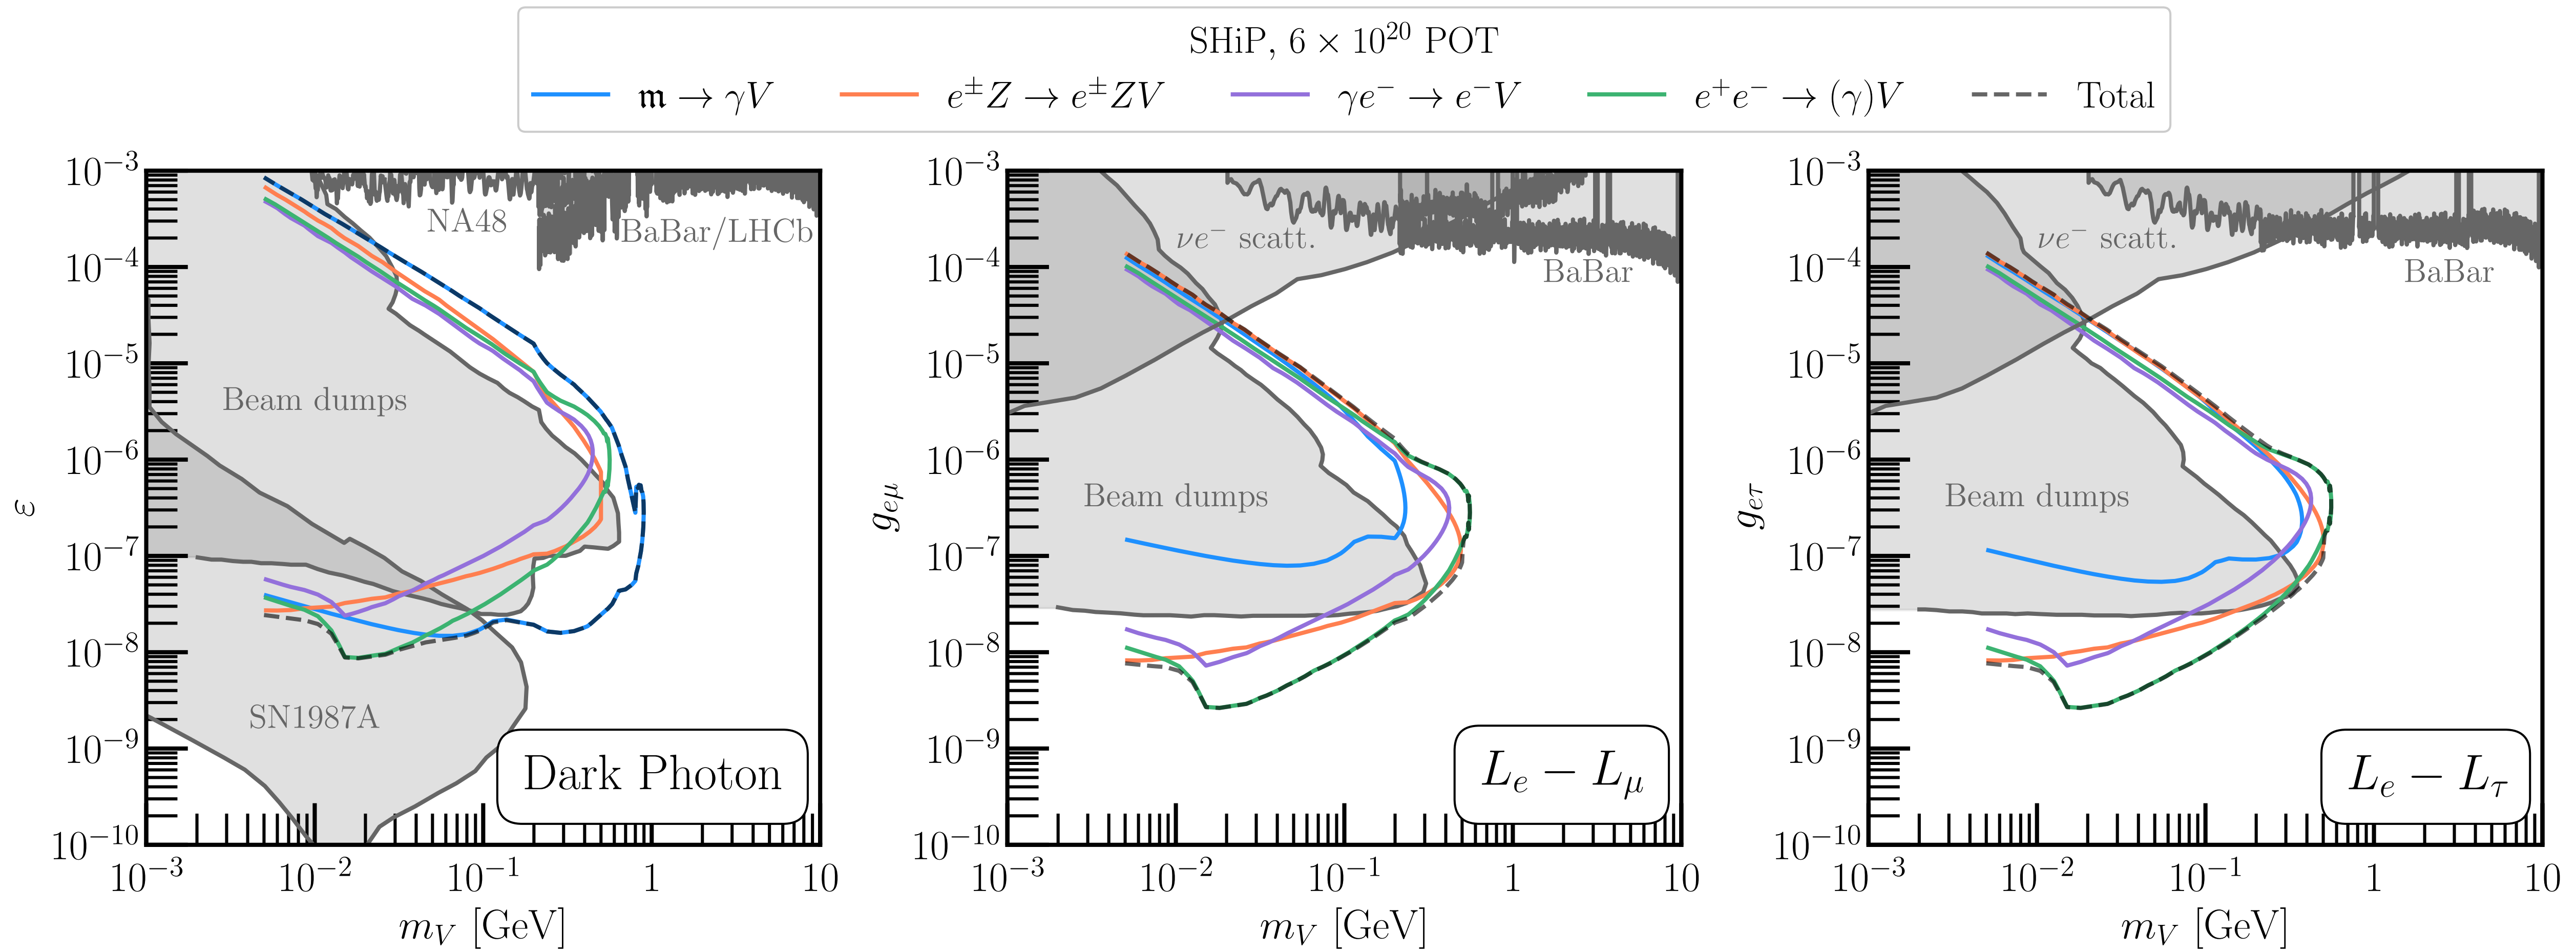 SHiP, 6 × 10²⁰ POT
𝔪 → γV e±Z → e±ZV γe⁻ → e⁻V e⁺e⁻ → (γ)V Total
10⁻³
10⁻⁴
10⁻⁵
10⁻⁶
10⁻⁷
10⁻⁸
10⁻⁹
10⁻¹⁰
ε
NA48
BaBar/LHCb
Beam dumps
SN1987A
Dark Photon
10⁻³ 10⁻² 10⁻¹ 1 10
m_V [GeV]
10⁻³
10⁻⁴
10⁻⁵
10⁻⁶
10⁻⁷
10⁻⁸
10⁻⁹
10⁻¹⁰
g_eμ
νe⁻ scatt.
BaBar
Beam dumps
L_e − L_μ
10⁻³ 10⁻² 10⁻¹ 1 10
m_V [GeV]
10⁻³
10⁻⁴
10⁻⁵
10⁻⁶
10⁻⁷
10⁻⁸
10⁻⁹
10⁻¹⁰
g_eτ
νe⁻ scatt.
BaBar
Beam dumps
L_e − L_τ
10⁻³ 10⁻² 10⁻¹ 1 10
m_V [GeV]